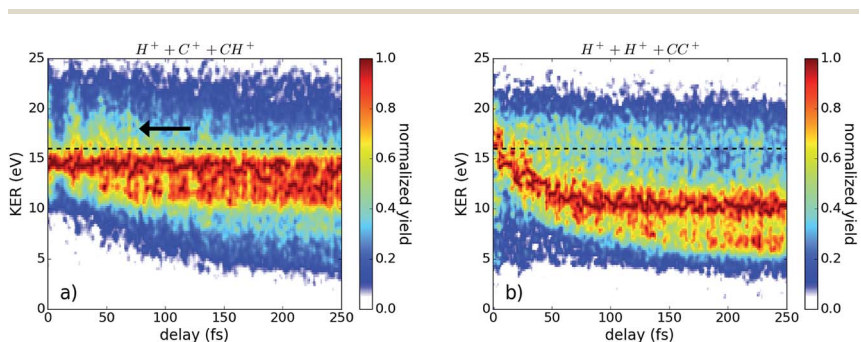 H⁺ + C⁺ + CH⁺
H⁺ + H⁺ + CC⁺
25
20
15
10
5
0
KER (eV)
a)
0 50 100 150 200 250
delay (fs)
1.0
0.8
0.6
0.4
0.2
0.0
normalized yield
25
20
15
10
5
0
KER (eV)
b)
0 50 100 150 200 250
delay (fs)
1.0
0.8
0.6
0.4
0.2
0.0
normalized yield